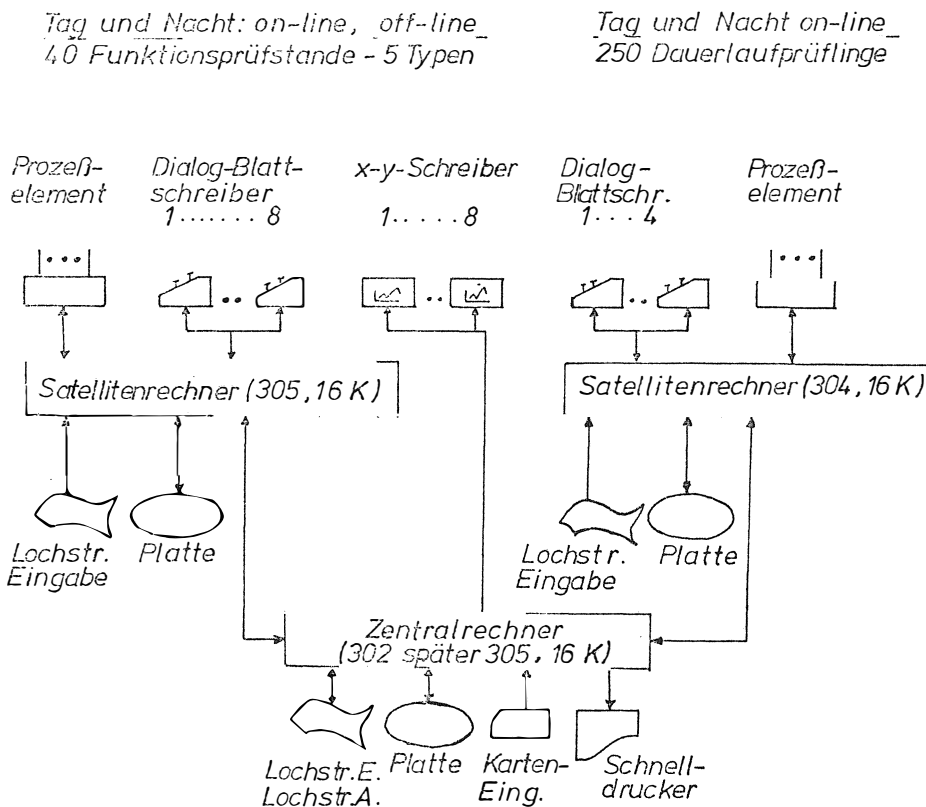 Tag und Nacht: on-line, off-line
40 Funktionsprüfstande - 5 Typen
Tag und Nacht on-line
250 Dauerlaufprüflinge
Prozeß-
element
Dialog-Blatt-
schreiber
1....... 8
x-y-Schreiber
1..... 8
Dialog-
Blattschr.
1... 4
Prozeß-
element
Satellitenrechner (305, 16 K)
Satellitenrechner (304, 16 K)
Lochstr.
Eingabe
Platte
Lochstr.
Eingabe
Platte
Zentralrechner
(302 später 305, 16 K)
Lochstr.E.
Lochstr.A.
Platte
Karten-
Eing.
Schnell-
drucker